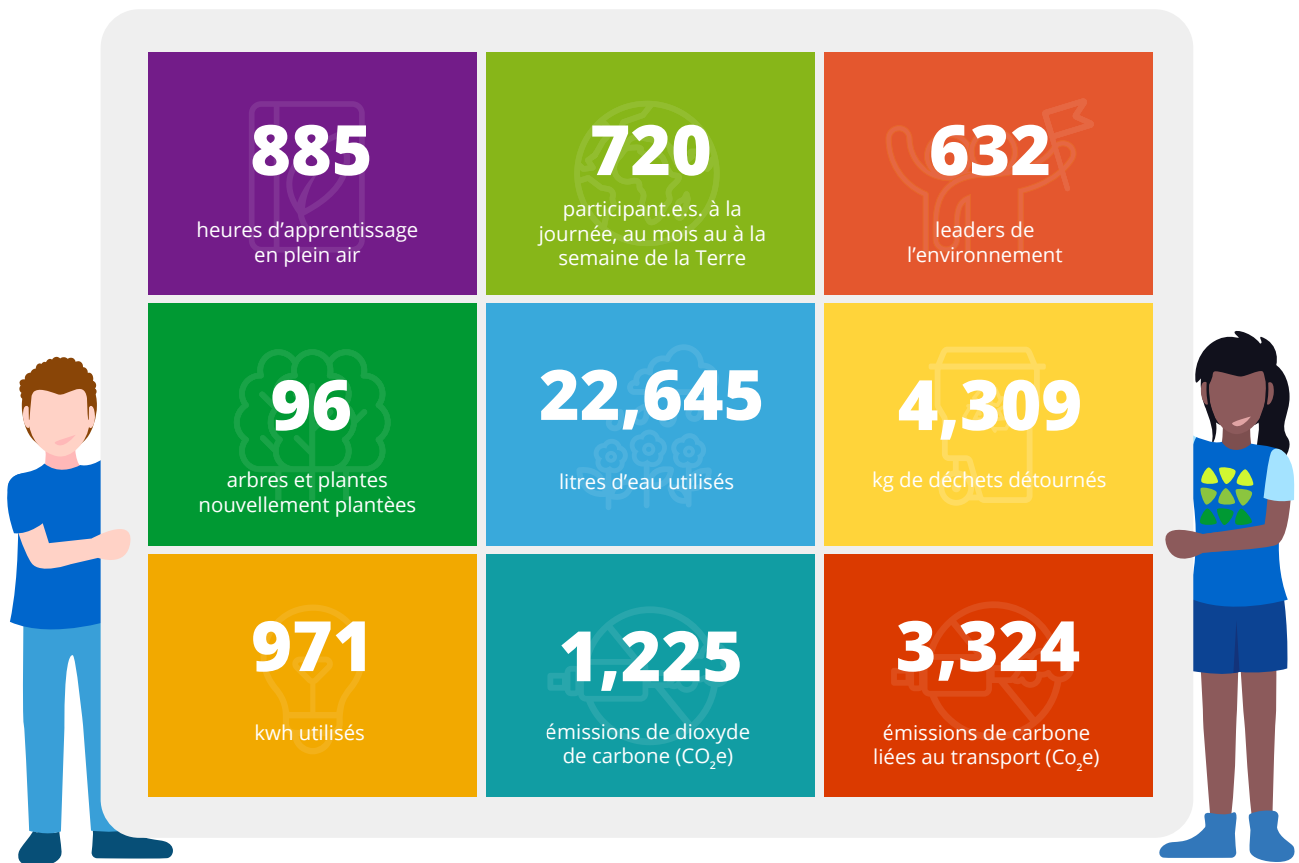 885
heures d'apprentissage
en plein air
720
participant.e.s. à la
journée, au mois au à la
semaine de la Terre
632
leaders de
l'environnement
96
arbres et plantes
nouvellement plantèes
22,645
litres d'eau utilisés
4,309
kg de déchets détournés
971
kwh utilisés
1,225
émissions de dioxyde
de carbone (CO₂e)
3,324
émissions de carbone
liées au transport (Co₂e)